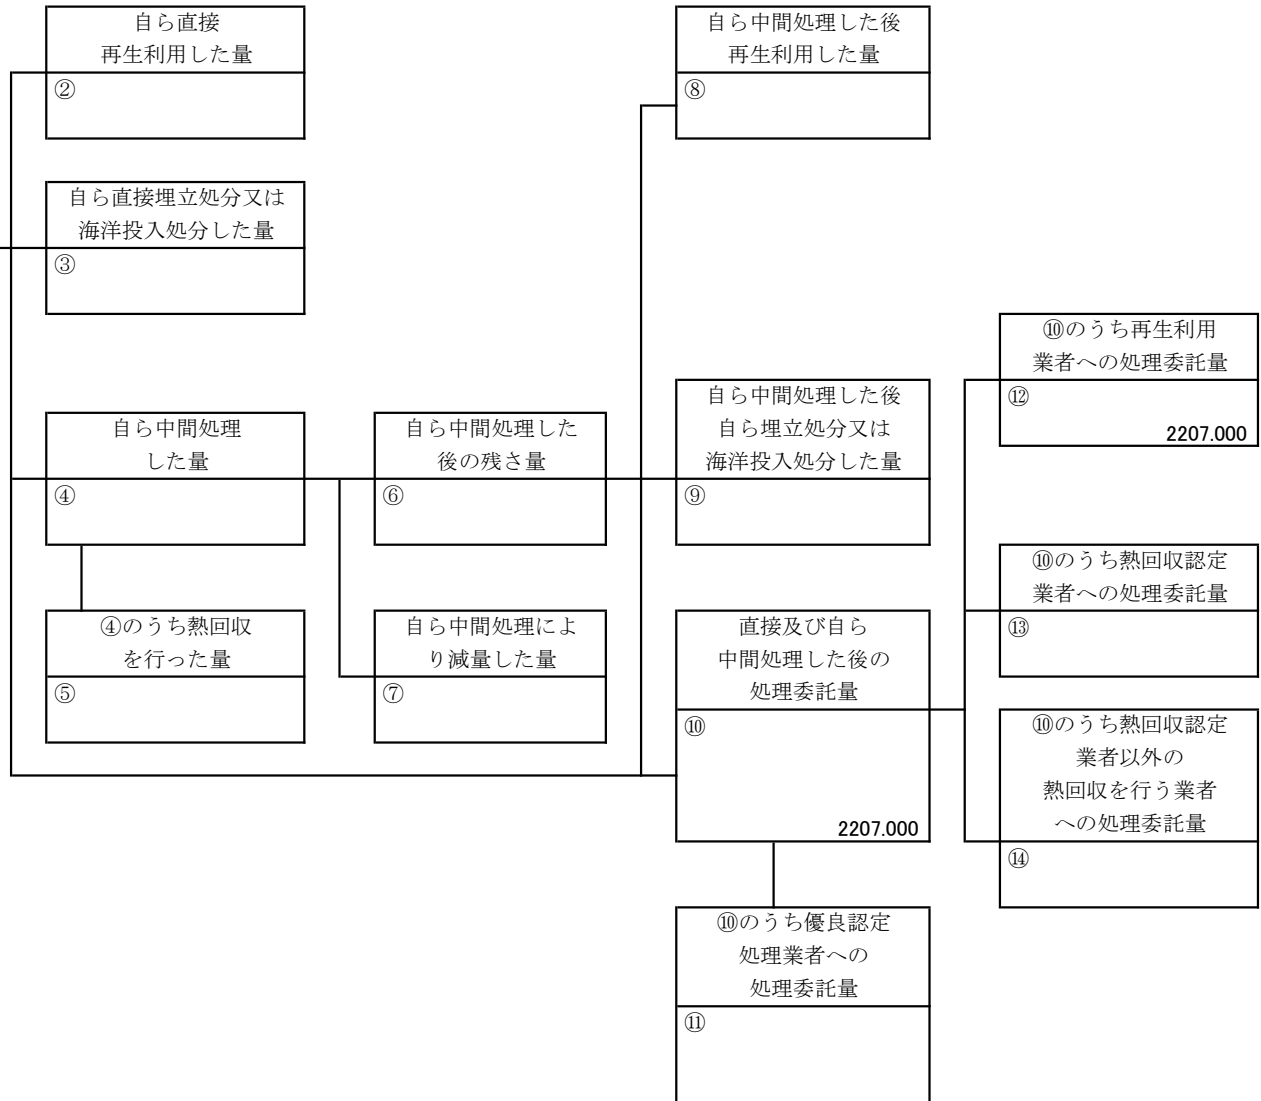 自ら直接
再生利用した量
②
自ら直接埋立処分又は
海洋投入処分した量
③
自ら中間処理
した量
④
④のうち熱回収
を行った量
⑤
自ら中間処理した
後の残さ量
⑥
自ら中間処理によ
り減量した量
⑦
自ら中間処理した後
再生利用した量
⑧
自ら中間処理した後
自ら埋立処分又は
海洋投入処分した量
⑨
直接及び自ら
中間処理した後の
処理委託量
⑩
2207.000
⑩のうち優良認定
処理業者への
処理委託量
⑪
⑩のうち再生利用
業者への処理委託量
⑫
2207.000
⑩のうち熱回収認定
業者への処理委託量
⑬
⑩のうち熱回収認定
業者以外の
熱回収を行う業者
への処理委託量
⑭